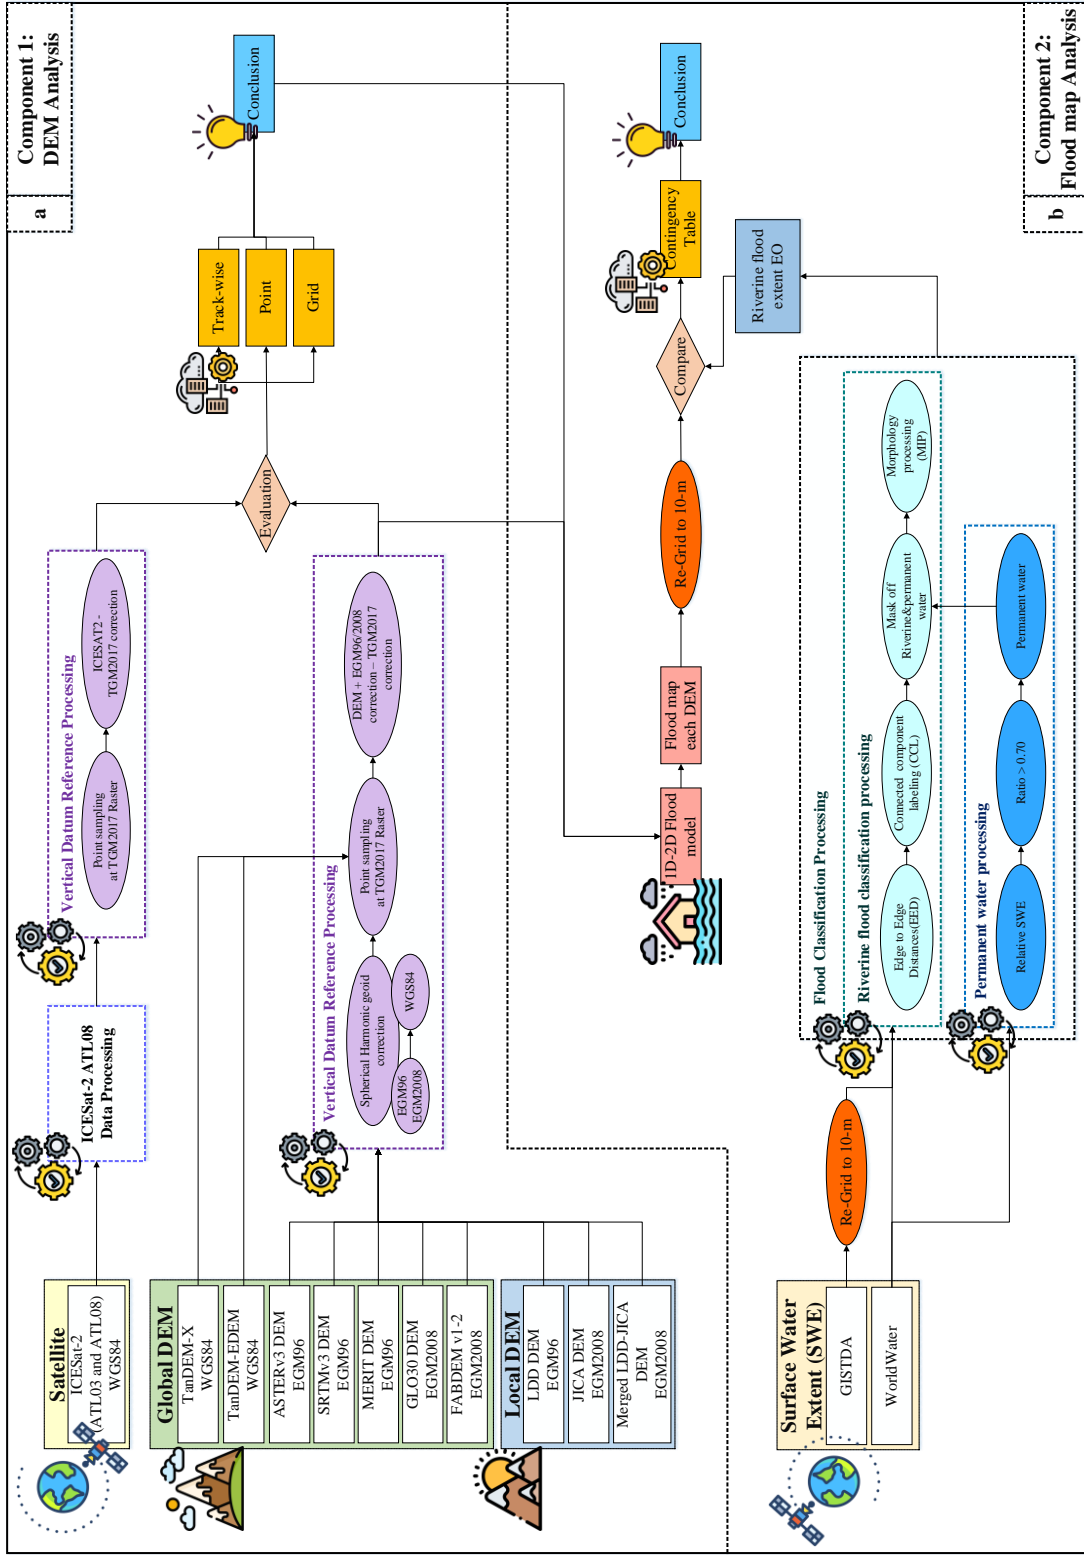 a
Component 1:
DEM Analysis
Satellite
ICESat-2
(ATL03 and ATL08)
WGS84
ICESat-2 ATL08
Data Processing
Vertical Datum Reference Processing
Point sampling
at TGM2017 Raster
ICESAT2 -
TGM2017 correction
Global DEM
TanDEM-X
WGS84
TanDEM-EDEM
WGS84
ASTERv3 DEM
EGM96
SRTMv3 DEM
EGM96
MERIT DEM
EGM96
GLO30 DEM
EGM2008
FABDEM v1-2
EGM2008
Local DEM
LDD DEM
EGM96
JICA DEM
EGM2008
Merged LDD-JICA
DEM
EGM2008
Vertical Datum Reference Processing
Spherical Harmonic geoid
correction
EGM96
EGM2008
WGS84
Point sampling
at TGM2017 Raster
DEM + EGM96/2008
correction – TGM2017
correction
Evaluation
Track-wise
Point
Grid
Conclusion
1D-2D Flood
model
Flood map
each DEM
Re-Grid to 10-m
Compare
Contingency
Table
Conclusion
Riverine flood
extent EO
Surface Water
Extent (SWE)
GISTDA
WorldWater
Re-Grid to 10-m
Flood Classification Processing
Riverine flood classification processing
Edge to Edge
Distances(EED)
Connected component
labeling (CCL)
Mask off
Riverine&permanent
water
Morphology
processing
(MIP)
Permanent water processing
Relative SWE
Ratio > 0.70
Permanent water
b
Component 2:
Flood map Analysis